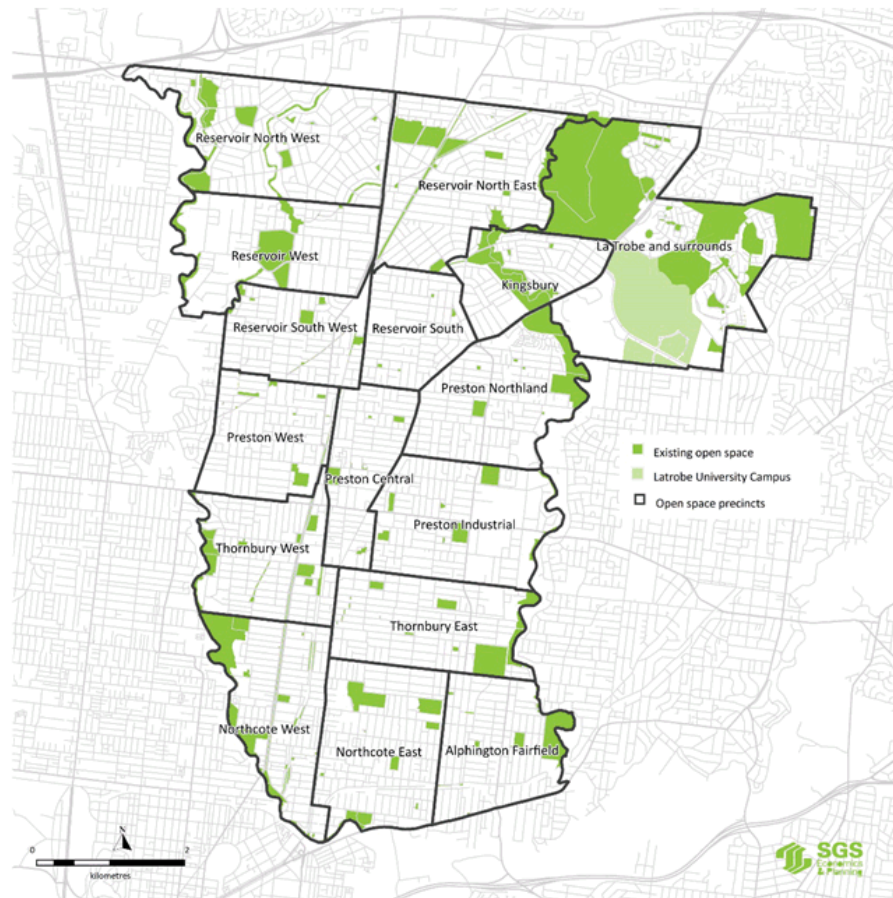 Reservoir North West
Reservoir North East
La Trobe and surrounds
Reservoir West
Kingsbury
Reservoir South West
Reservoir South
Preston Northland
Preston West
Existing open space
Preston Central
Latrobe University Campus
Open space precincts
Preston Industrial
Thornbury West
Thornbury East
Northcote West
Northcote East
Alphington Fairfield
N
0 2
kilometres
SGS
Economics
& Planning